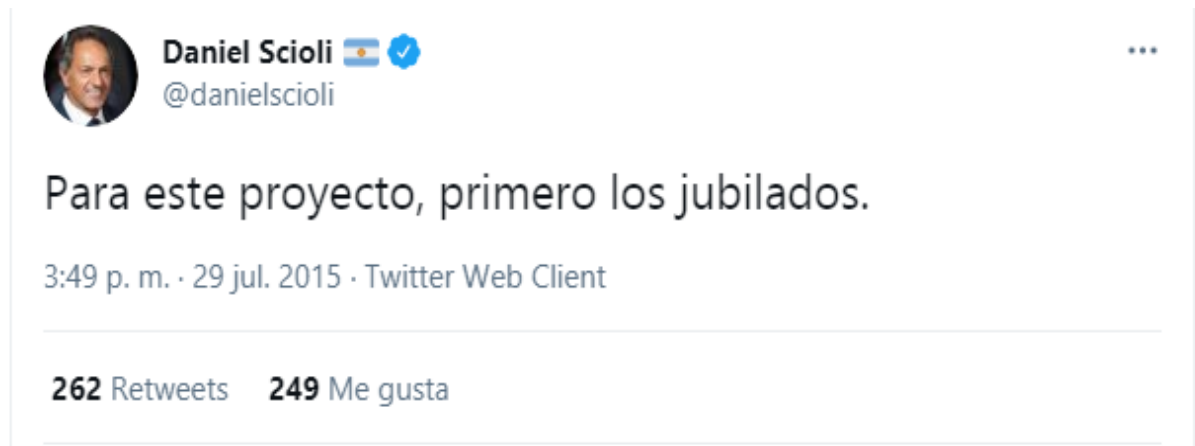 Daniel Scioli
@danielscioli
Para este proyecto, primero los jubilados.
3:49 p. m. · 29 jul. 2015 · Twitter Web Client
262 Retweets 249 Me gusta